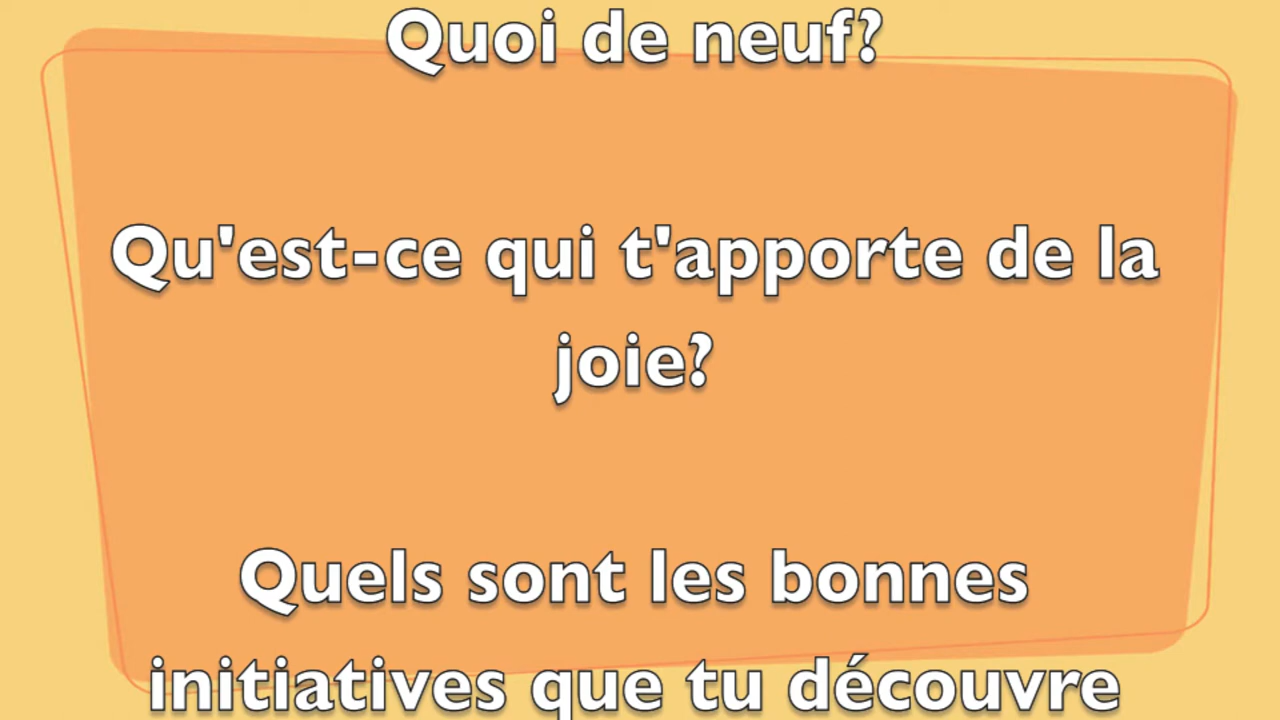 Quoi de neuf?
Qu'est-ce qui t'apporte de la
joie?
Quels sont les bonnes
initiatives que tu découvre